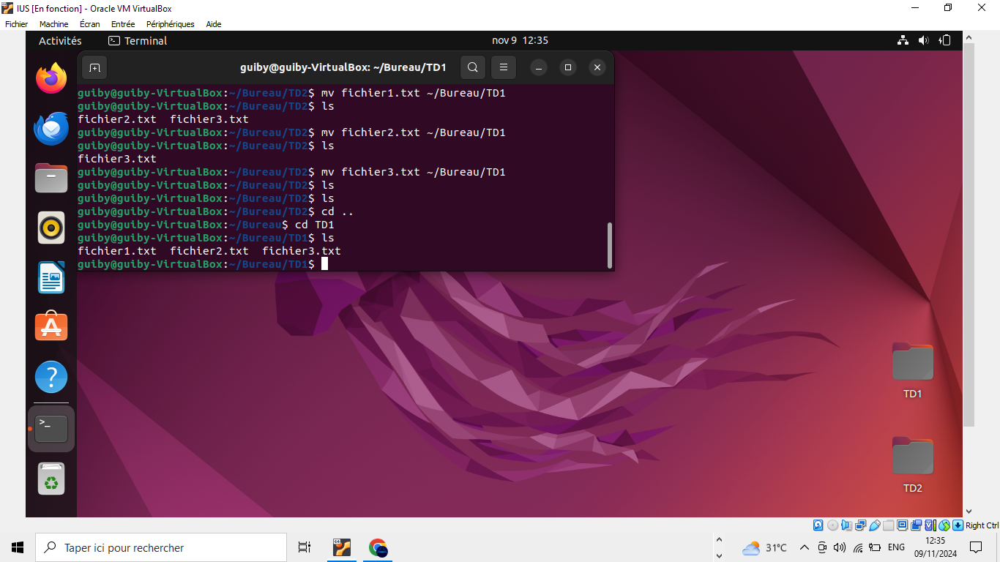 IUS [En fonction] - Oracle VM VirtualBox
Fichier Machine Écran Entrée Périphériques Aide
Activités Terminal nov 9 12:35
guiby@guiby-VirtualBox: ~/Bureau/TD1
guiby@guiby-VirtualBox:~/Bureau/TD2$ mv fichier1.txt ~/Bureau/TD1
guiby@guiby-VirtualBox:~/Bureau/TD2$ ls
fichier2.txt  fichier3.txt
guiby@guiby-VirtualBox:~/Bureau/TD2$ mv fichier2.txt ~/Bureau/TD1
guiby@guiby-VirtualBox:~/Bureau/TD2$ ls
fichier3.txt
guiby@guiby-VirtualBox:~/Bureau/TD2$ mv fichier3.txt ~/Bureau/TD1
guiby@guiby-VirtualBox:~/Bureau/TD2$ ls
guiby@guiby-VirtualBox:~/Bureau/TD2$ ls
guiby@guiby-VirtualBox:~/Bureau/TD2$ cd ..
guiby@guiby-VirtualBox:~/Bureau$ cd TD1
guiby@guiby-VirtualBox:~/Bureau/TD1$ ls
fichier1.txt  fichier2.txt  fichier3.txt
guiby@guiby-VirtualBox:~/Bureau/TD1$
TD1
TD2
Right Ctrl
Taper ici pour rechercher
31°C
ENG
12:35
09/11/2024